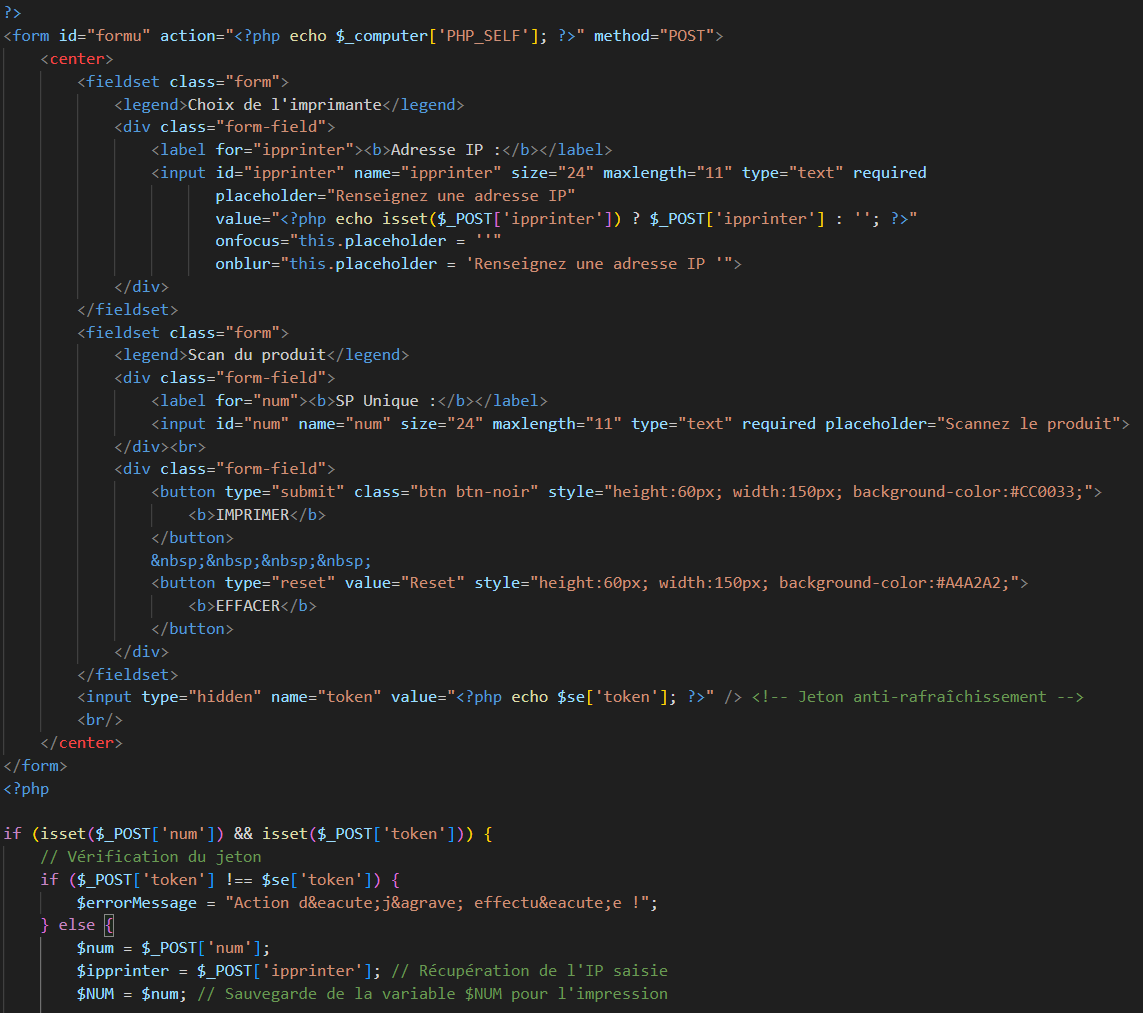 ?>
<form id="formu" action="<?php echo $_computer['PHP_SELF']; ?>" method="POST">
<center>
<fieldset class="form">
<legend>Choix de l'imprimante</legend>
<div class="form-field">
<label for="ipprinter"><b>Adresse IP :</b></label>
<input id="ipprinter" name="ipprinter" size="24" maxlength="11" type="text" required
placeholder="Renseignez une adresse IP"
value="<?php echo isset($_POST['ipprinter']) ? $_POST['ipprinter'] : ''; ?>"
onfocus="this.placeholder = ''"
onblur="this.placeholder = 'Renseignez une adresse IP '">
</div>
</fieldset>
<fieldset class="form">
<legend>Scan du produit</legend>
<div class="form-field">
<label for="num"><b>SP Unique :</b></label>
<input id="num" name="num" size="24" maxlength="11" type="text" required placeholder="Scannez le produit">
</div><br>
<div class="form-field">
<button type="submit" class="btn btn-noir" style="height:60px; width:150px; background-color:#CC0033;">
<b>IMPRIMER</b>
</button>
&nbsp;&nbsp;&nbsp;&nbsp;
<button type="reset" value="Reset" style="height:60px; width:150px; background-color:#A4A2A2;">
<b>EFFACER</b>
</button>
</div>
</fieldset>
<input type="hidden" name="token" value="<?php echo $se['token']; ?>" /> <!-- Jeton anti-rafraîchissement -->
<br/>
</center>
</form>
<?php
if (isset($_POST['num']) && isset($_POST['token'])) {
// Vérification du jeton
if ($_POST['token'] !== $se['token']) {
$errorMessage = "Action d&eacute;j&agrave; effectu&eacute;e !";
} else {
$num = $_POST['num'];
$ipprinter = $_POST['ipprinter']; // Récupération de l'IP saisie
$NUM = $num; // Sauvegarde de la variable $NUM pour l'impression